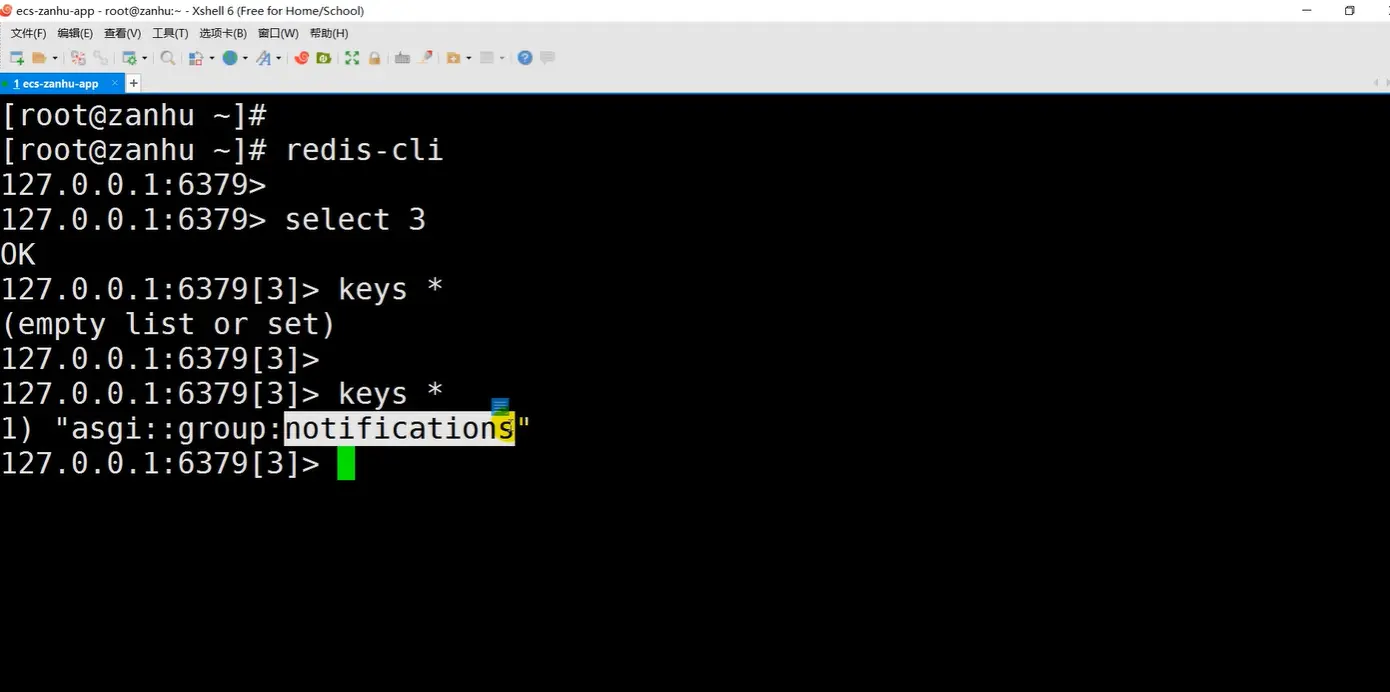 ecs-zanhu-app - root@zanhu:~ - Xshell 6 (Free for Home/School)
文件(F) 编辑(E) 查看(V) 工具(T) 选项卡(B) 窗口(W) 帮助(H)
1 ecs-zanhu-app × +
[root@zanhu ~]#
[root@zanhu ~]# redis-cli
127.0.0.1:6379>
127.0.0.1:6379> select 3
OK
127.0.0.1:6379[3]> keys *
(empty list or set)
127.0.0.1:6379[3]>
127.0.0.1:6379[3]> keys *
1) "asgi::group:notifications"
127.0.0.1:6379[3]>